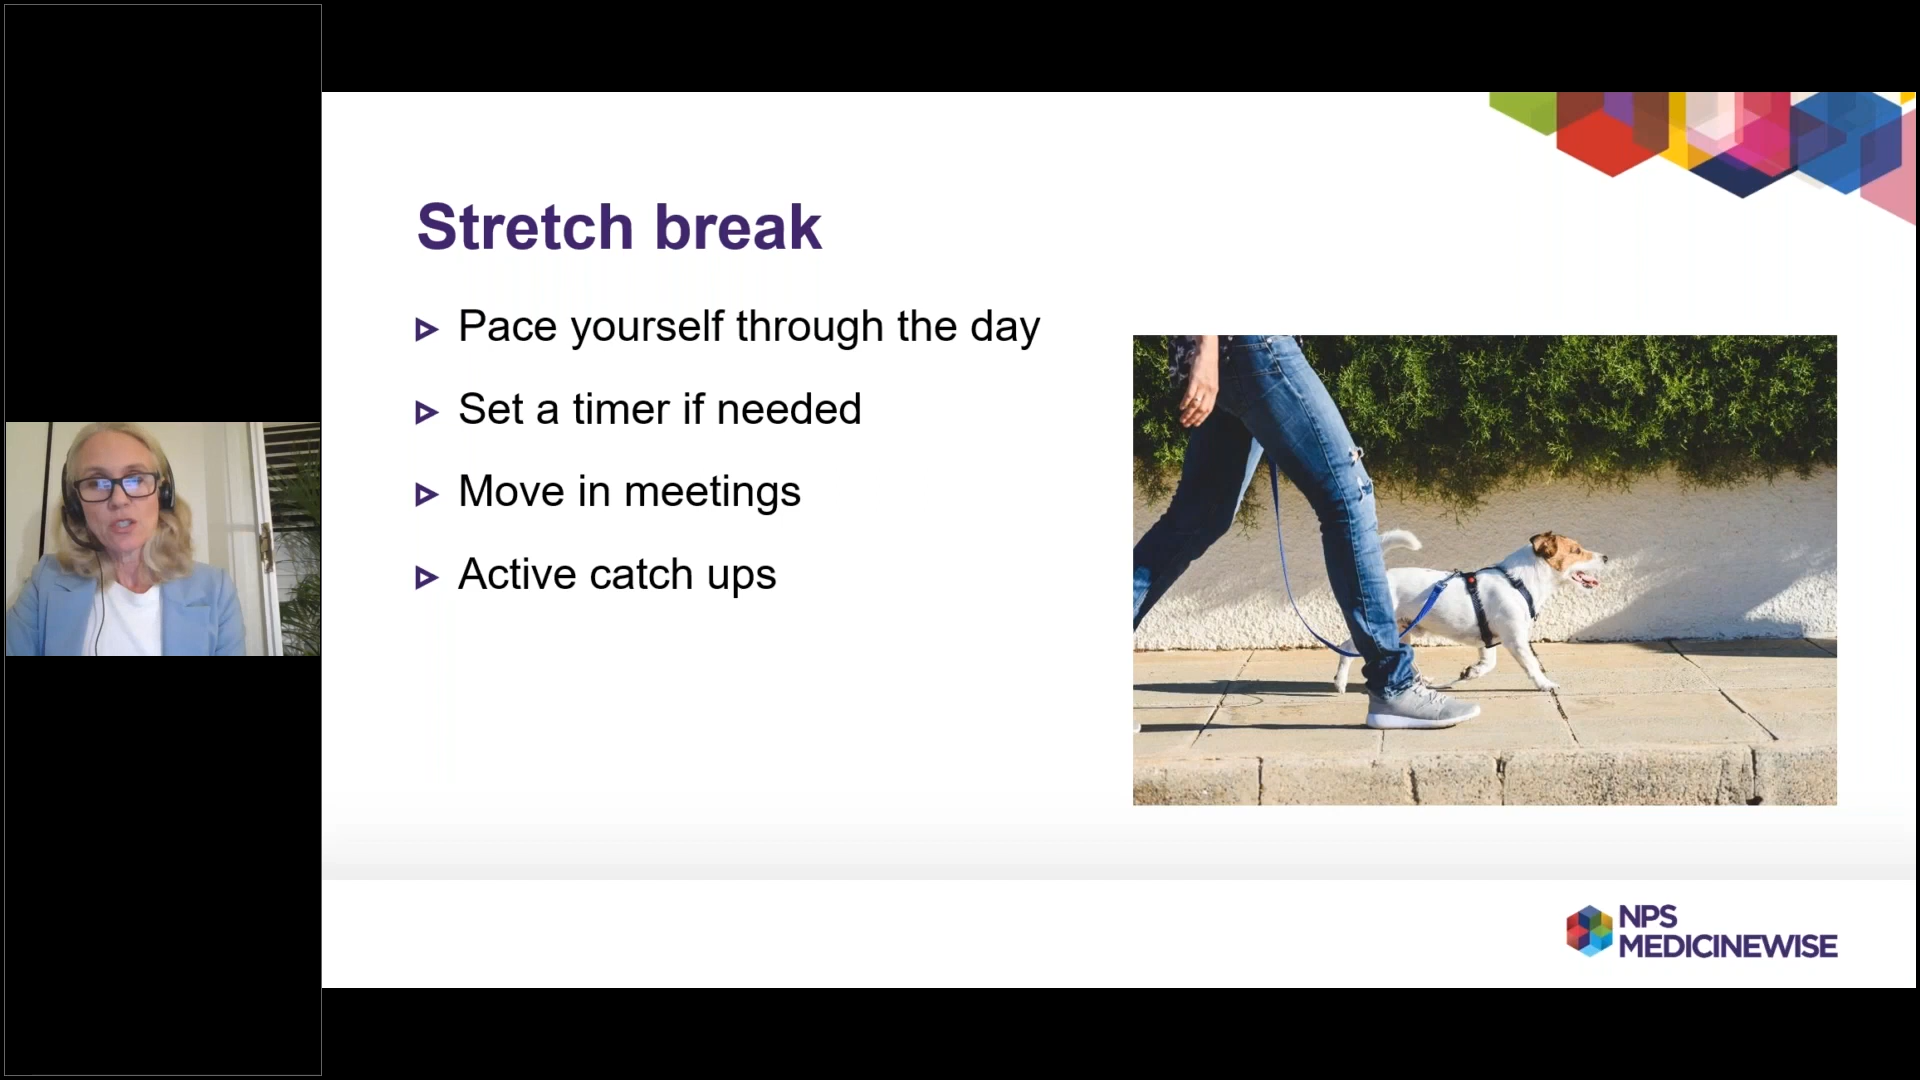 Stretch break
Pace yourself through the day
Set a timer if needed
Move in meetings
Active catch ups
NPS
MEDICINEWISE